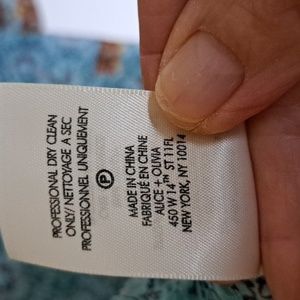 PROFESSIONAL DRY CLEAN
ONLY/ NETTOYAGE A SEC
PROFESSIONNEL UNIQUEMENT
P
MADE IN CHINA
FABRIQUÉ EN CHINE
ALICE + OLIVIA
450 W 14TH ST 11FL
NEW YORK, NY 10014